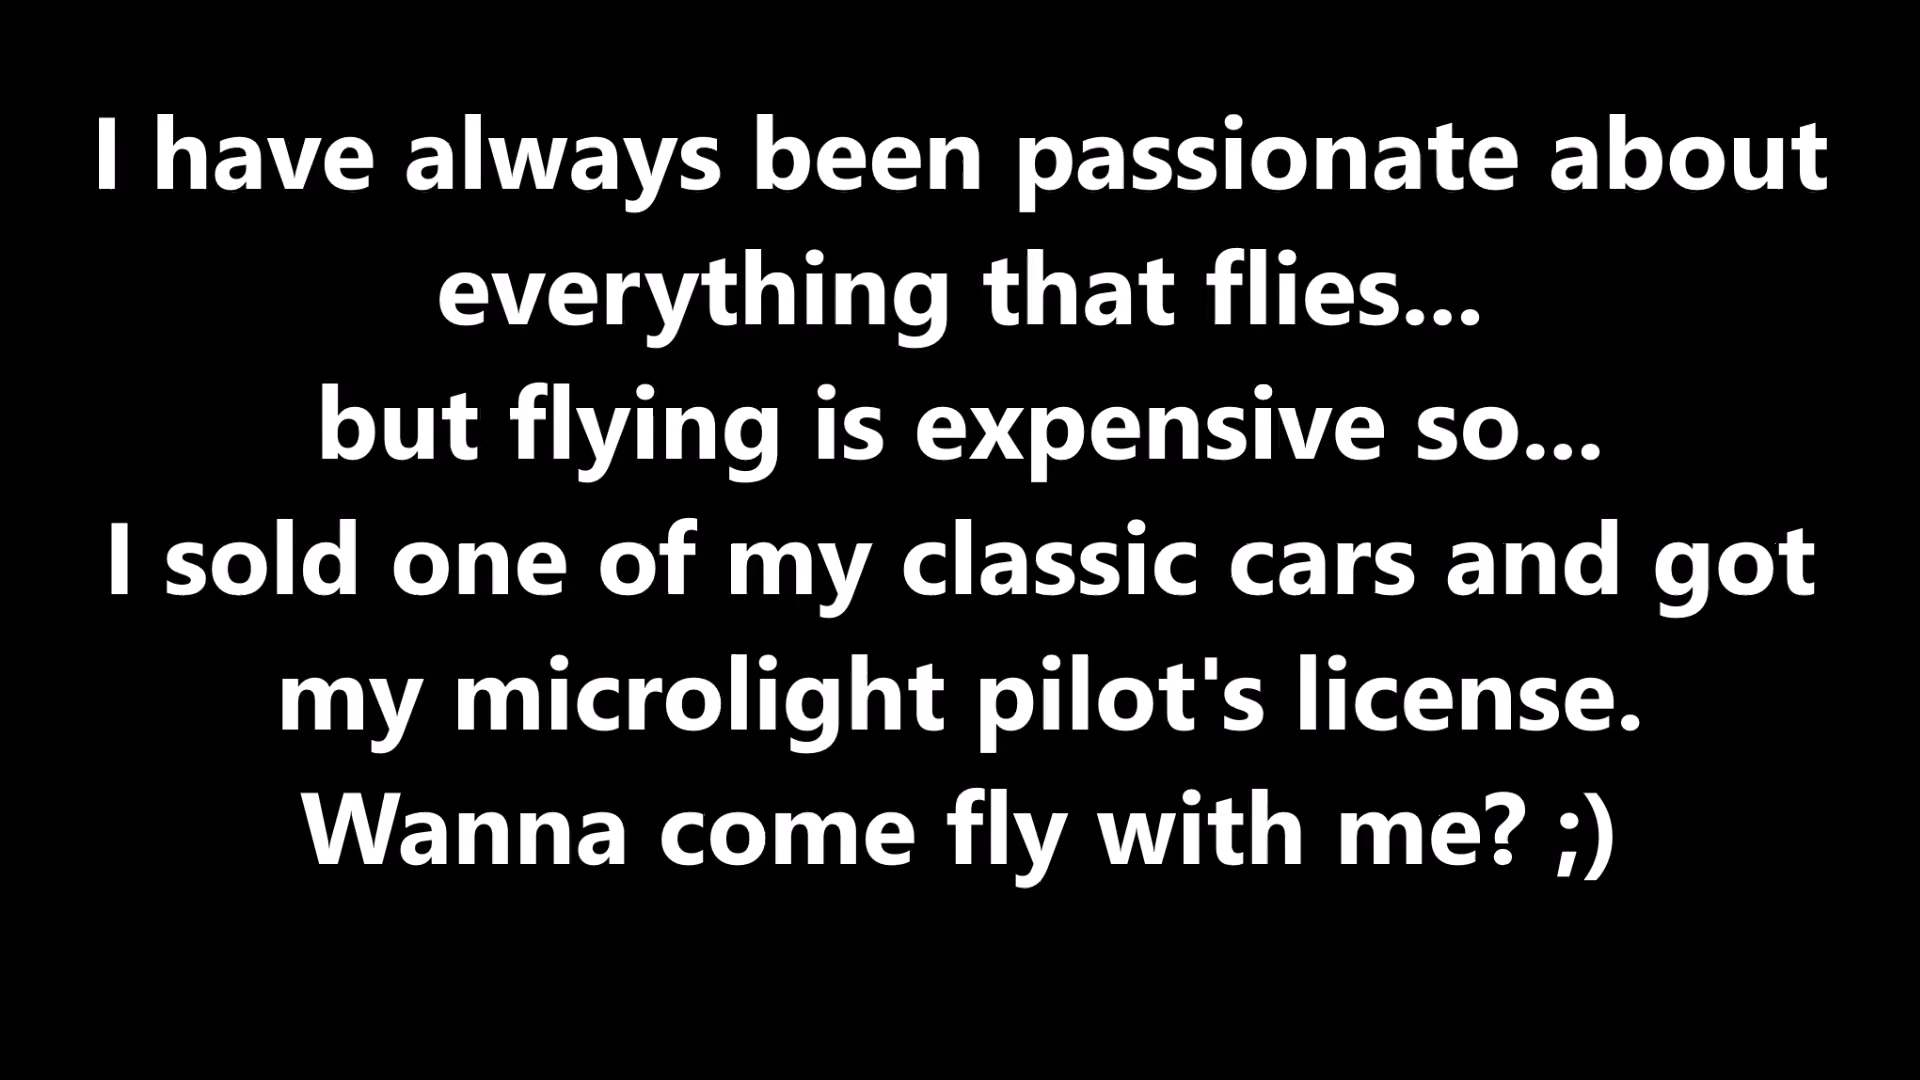 I have always been passionate about
everything that flies...
but flying is expensive so...
I sold one of my classic cars and got
my microlight pilot's license.
Wanna come fly with me? ;)